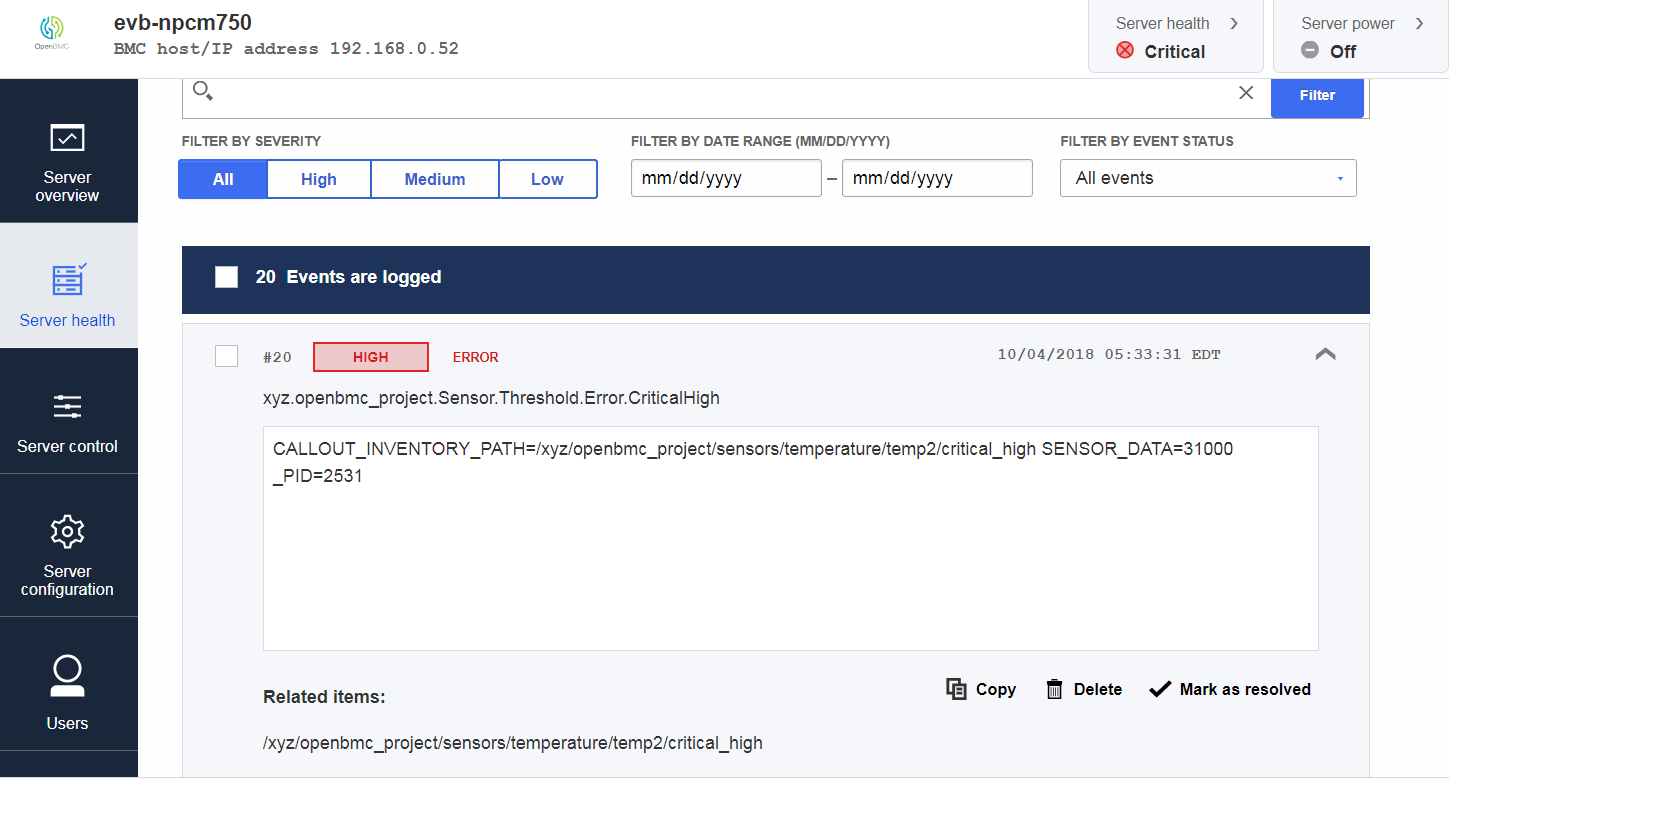 OpenBMC
evb-npcm750
BMC host/IP address 192.168.0.52
Server health
Critical
Server power
Off
Filter
FILTER BY SEVERITY
FILTER BY DATE RANGE (MM/DD/YYYY)
FILTER BY EVENT STATUS
All
High
Medium
Low
mm/dd/yyyy – mm/dd/yyyy
All events
Server
overview
Server health
Server control
Server
configuration
Users
20 Events are logged
#20 HIGH ERROR 10/04/2018 05:33:31 EDT
xyz.openbmc_project.Sensor.Threshold.Error.CriticalHigh
CALLOUT_INVENTORY_PATH=/xyz/openbmc_project/sensors/temperature/temp2/critical_high SENSOR_DATA=31000
_PID=2531
Copy
Delete
Mark as resolved
Related items:
/xyz/openbmc_project/sensors/temperature/temp2/critical_high